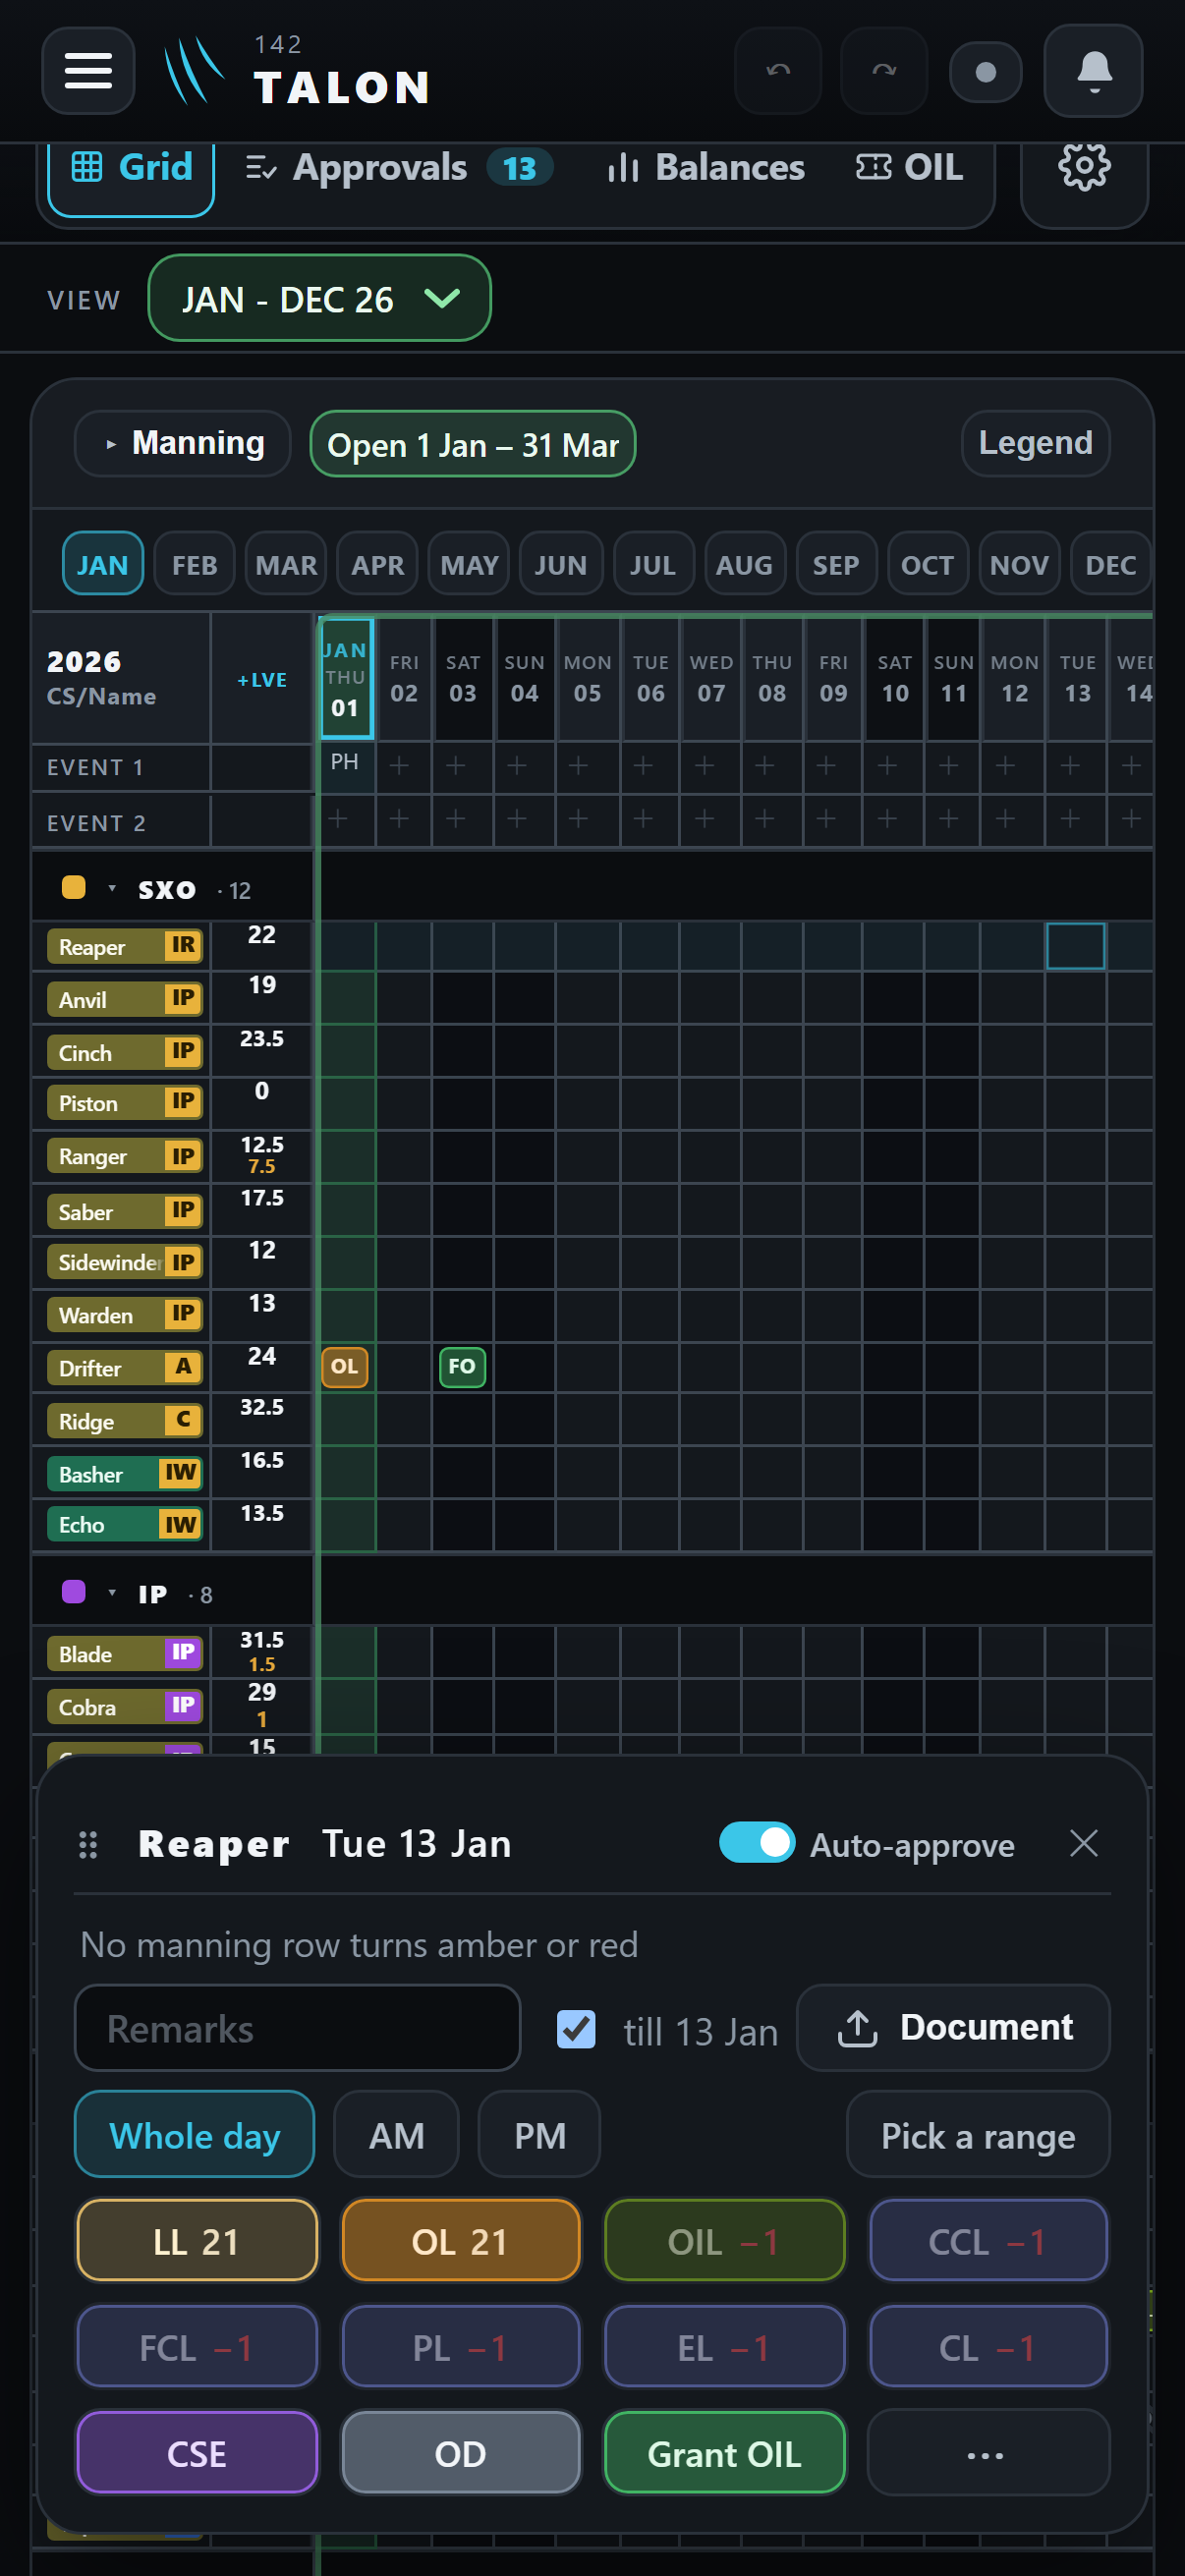 142
TALON
Grid Approvals 13 Balances OIL
VIEW JAN - DEC 26
Manning Open 1 Jan – 31 Mar Legend
JAN FEB MAR APR MAY JUN JUL AUG SEP OCT NOV DEC
2026 CS/Name +LVE
JAN THU 01
FRI 02
SAT 03
SUN 04
MON 05
TUE 06
WED 07
THU 08
FRI 09
SAT 10
SUN 11
MON 12
TUE 13
WED 14
EVENT 1 PH
EVENT 2
SXO · 12
Reaper IR 22
Anvil IP 19
Cinch IP 23.5
Piston IP 0
Ranger IP 12.5 7.5
Saber IP 17.5
Sidewinder IP 12
Warden IP 13
Drifter A 24 OL FO
Ridge C 32.5
Basher IW 16.5
Echo IW 13.5
IP · 8
Blade IP 31.5 1.5
Cobra IP 29 1
15
Reaper Tue 13 Jan Auto-approve
No manning row turns amber or red
Remarks till 13 Jan Document
Whole day AM PM Pick a range
LL 21 OL 21 OIL −1 CCL −1
FCL −1 PL −1 EL −1 CL −1
CSE OD Grant OIL ...